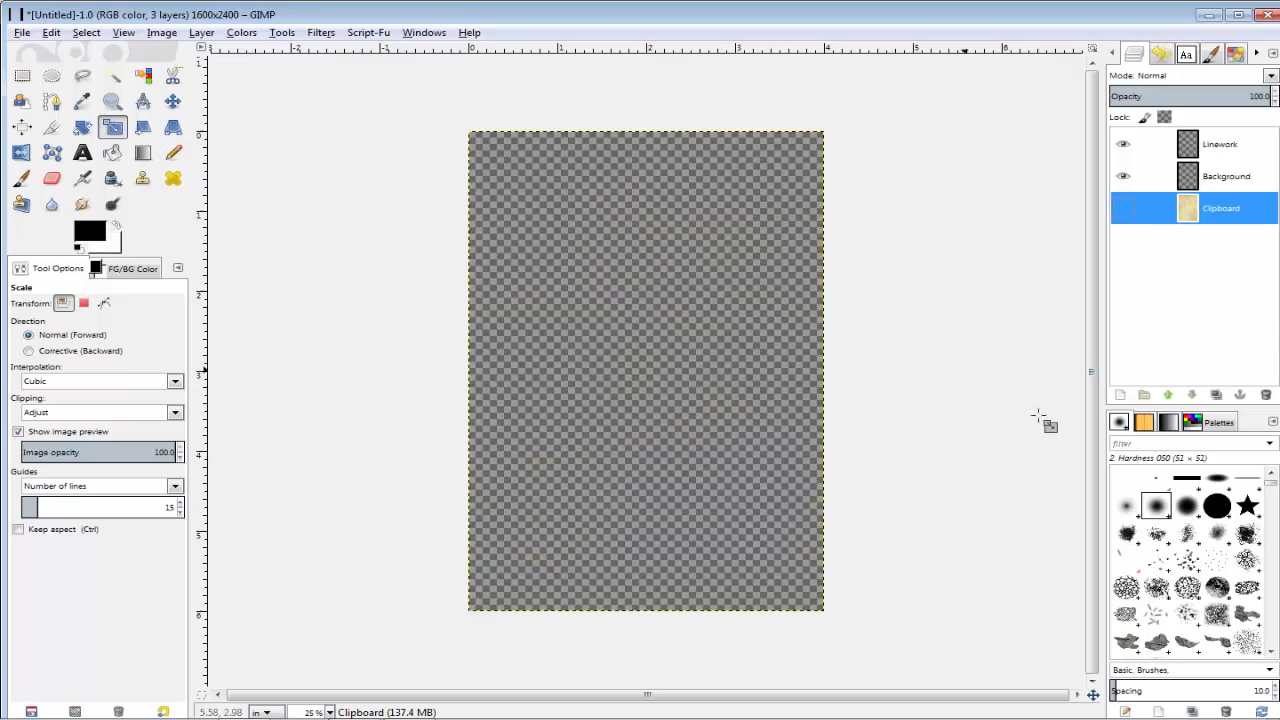 *[Untitled]-1.0 (RGB color, 3 layers) 1600x2400 – GIMP
File Edit Select View Image Layer Colors Tools Filters Script-Fu Windows Help
Mode: Normal
Opacity 100.0
Lock:
Linework
Background
Clipboard
Tool Options FG/BG Color
Scale
Transform:
Direction
Normal (Forward)
Corrective (Backward)
Interpolation:
Cubic
Clipping:
Adjust
Show image preview
Image opacity 100.0
Guides
Number of lines
15
Keep aspect (Ctrl)
Palettes
filter
2. Hardness 050 (51 × 51)
Basic, Brushes,
Spacing 10.0
5.58, 2.98 in 25 % Clipboard (137.4 MB)